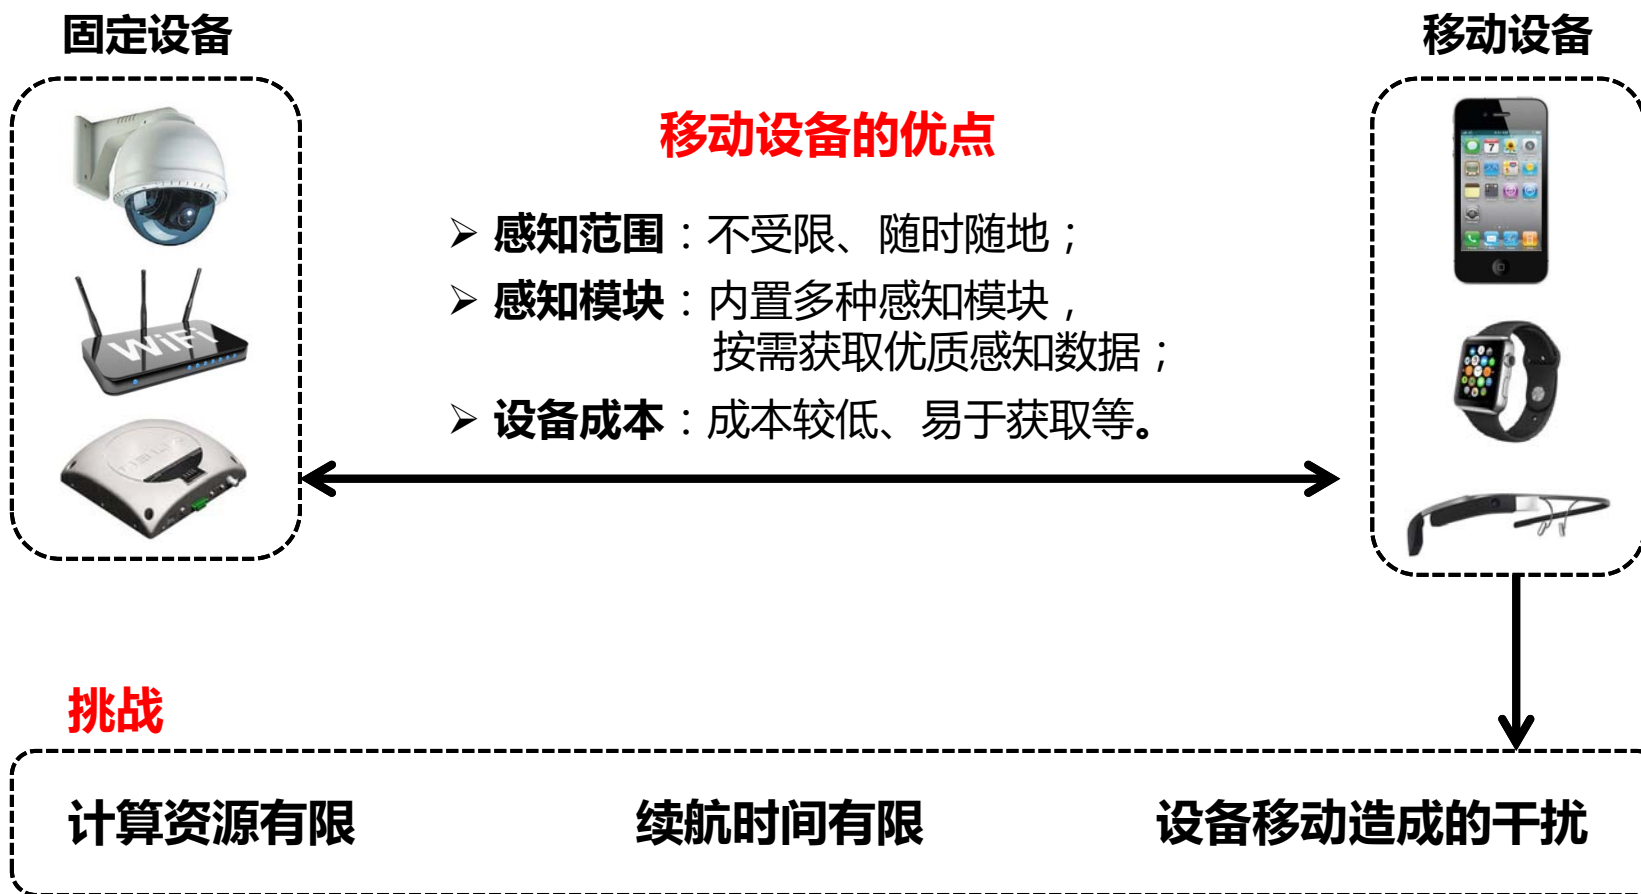 固定设备
移动设备
移动设备的优点
➢ 感知范围：不受限、随时随地；
➢ 感知模块：内置多种感知模块，
按需获取优质感知数据；
➢ 设备成本：成本较低、易于获取等。
WiFi
挑战
计算资源有限
续航时间有限
设备移动造成的干扰